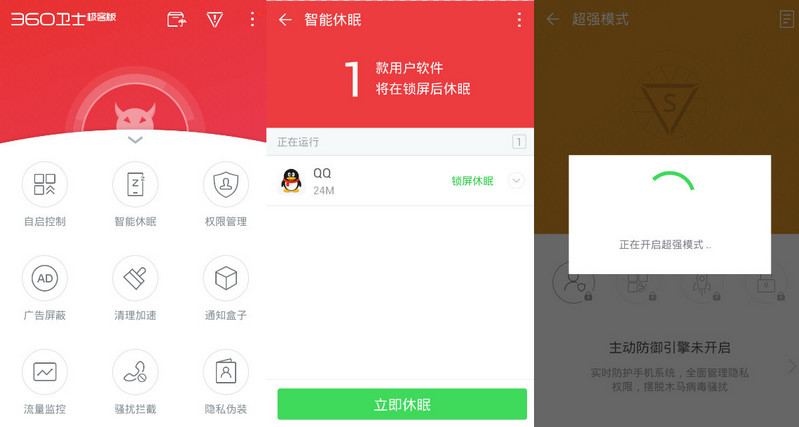 360卫士极客版
自启控制
智能休眠
权限管理
AD
广告屏蔽
清理加速
通知盒子
流量监控
骚扰拦截
隐私伪装
智能休眠
1
款用户软件
将在锁屏后休眠
正在运行
1
QQ
24M
锁屏休眠
立即休眠
超强模式
S
正在开启超强模式 ..
主动防御引擎未开启
实时防护手机系统，全面管理隐私
权限，摆脱木马病毒骚扰